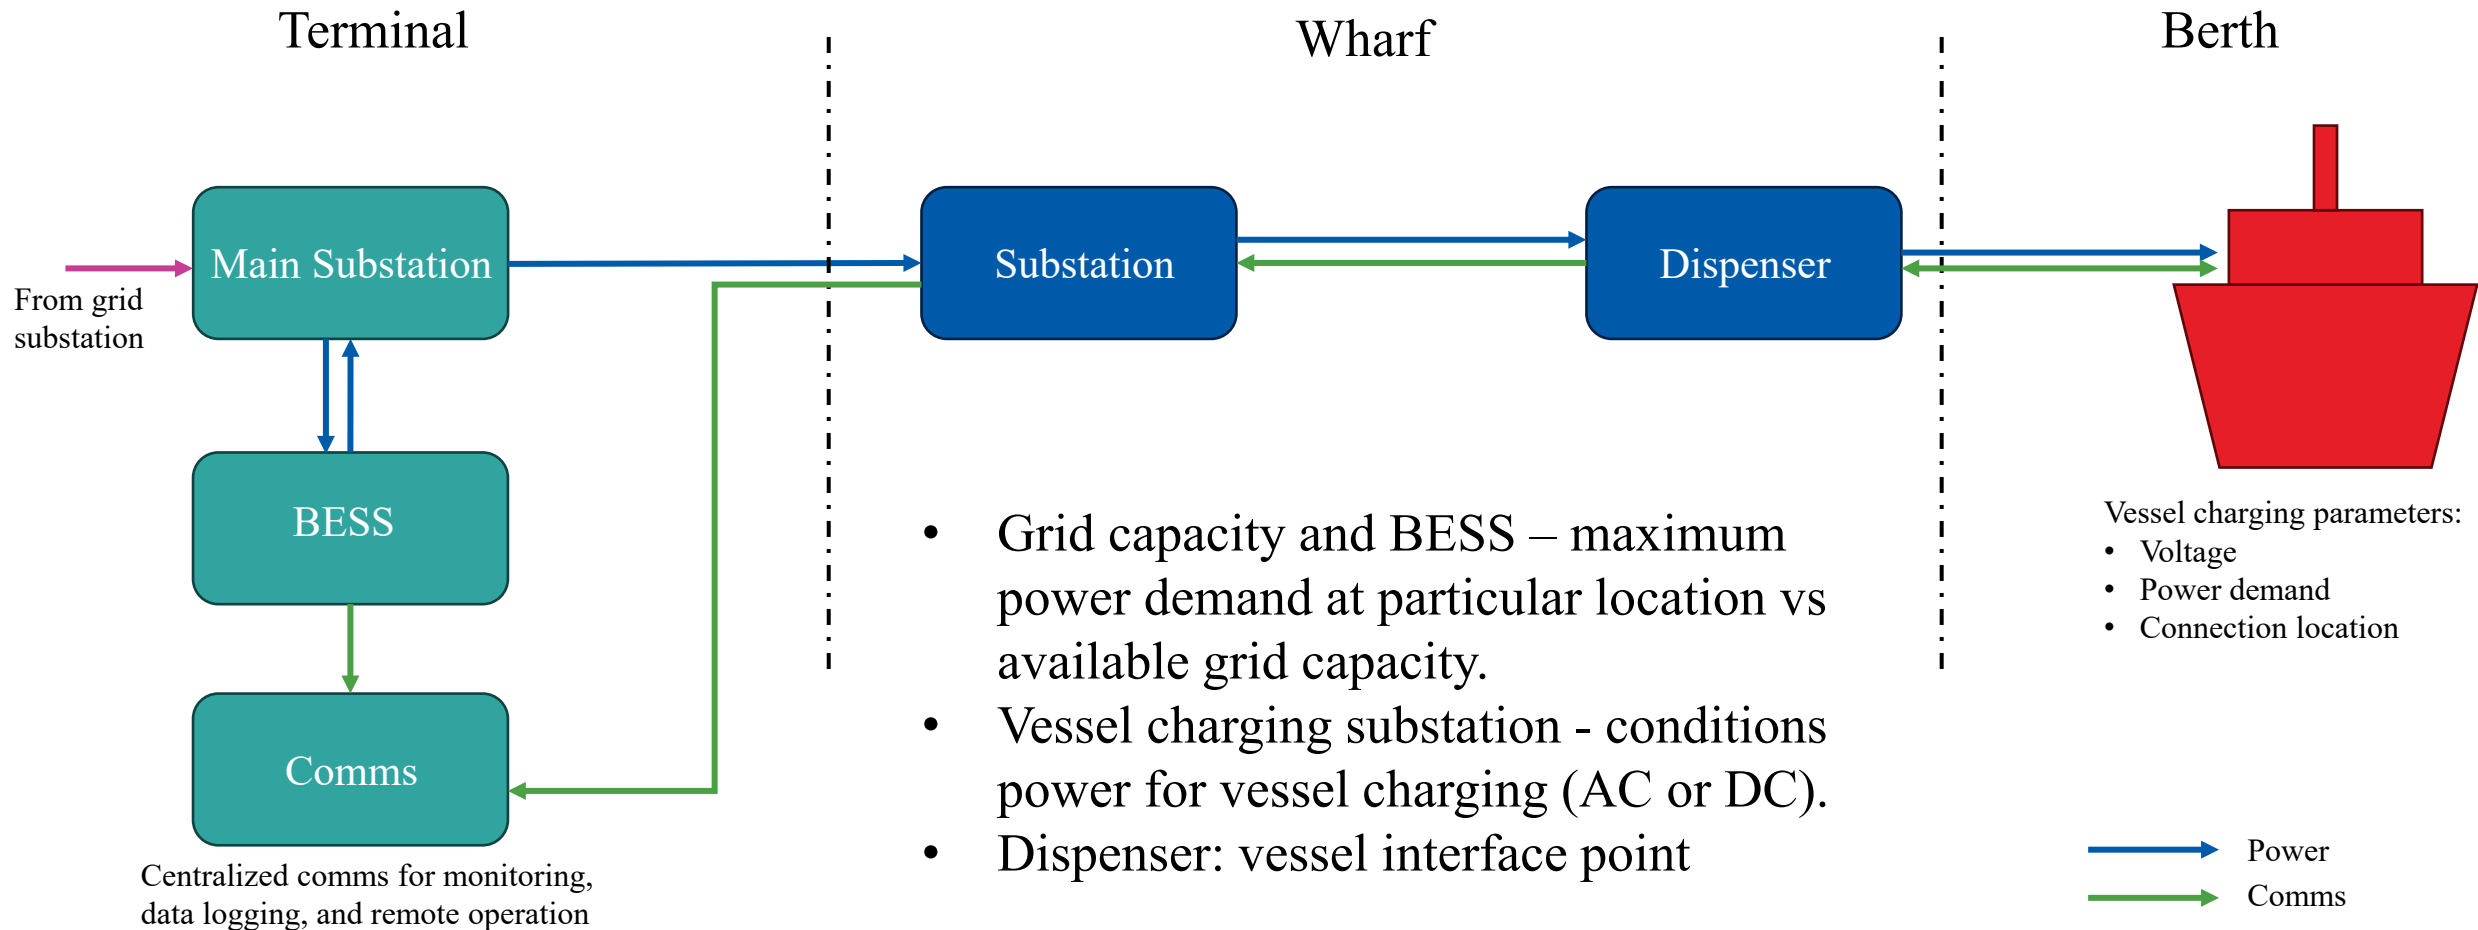 Terminal
Wharf
Berth
Main Substation
Substation
Dispenser
From grid
substation
BESS
Comms
Centralized comms for monitoring,
data logging, and remote operation
• Grid capacity and BESS – maximum
power demand at particular location vs
available grid capacity.
• Vessel charging substation - conditions
power for vessel charging (AC or DC).
• Dispenser: vessel interface point
Vessel charging parameters:
• Voltage
• Power demand
• Connection location
Power
Comms